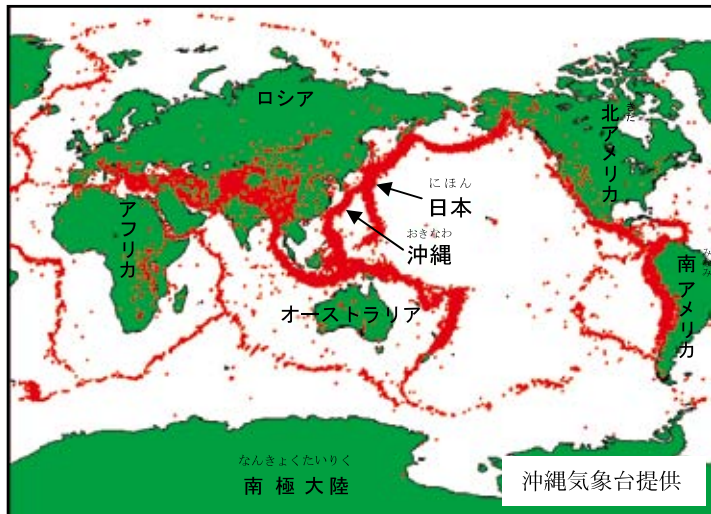 ロシア
きた
北アメリカ
にほん
日本
おきなわ
沖縄
アフリカ
オーストラリア
みなみ
南アメリカ
なんきょくたいりく
南極大陸
沖縄気象台提供